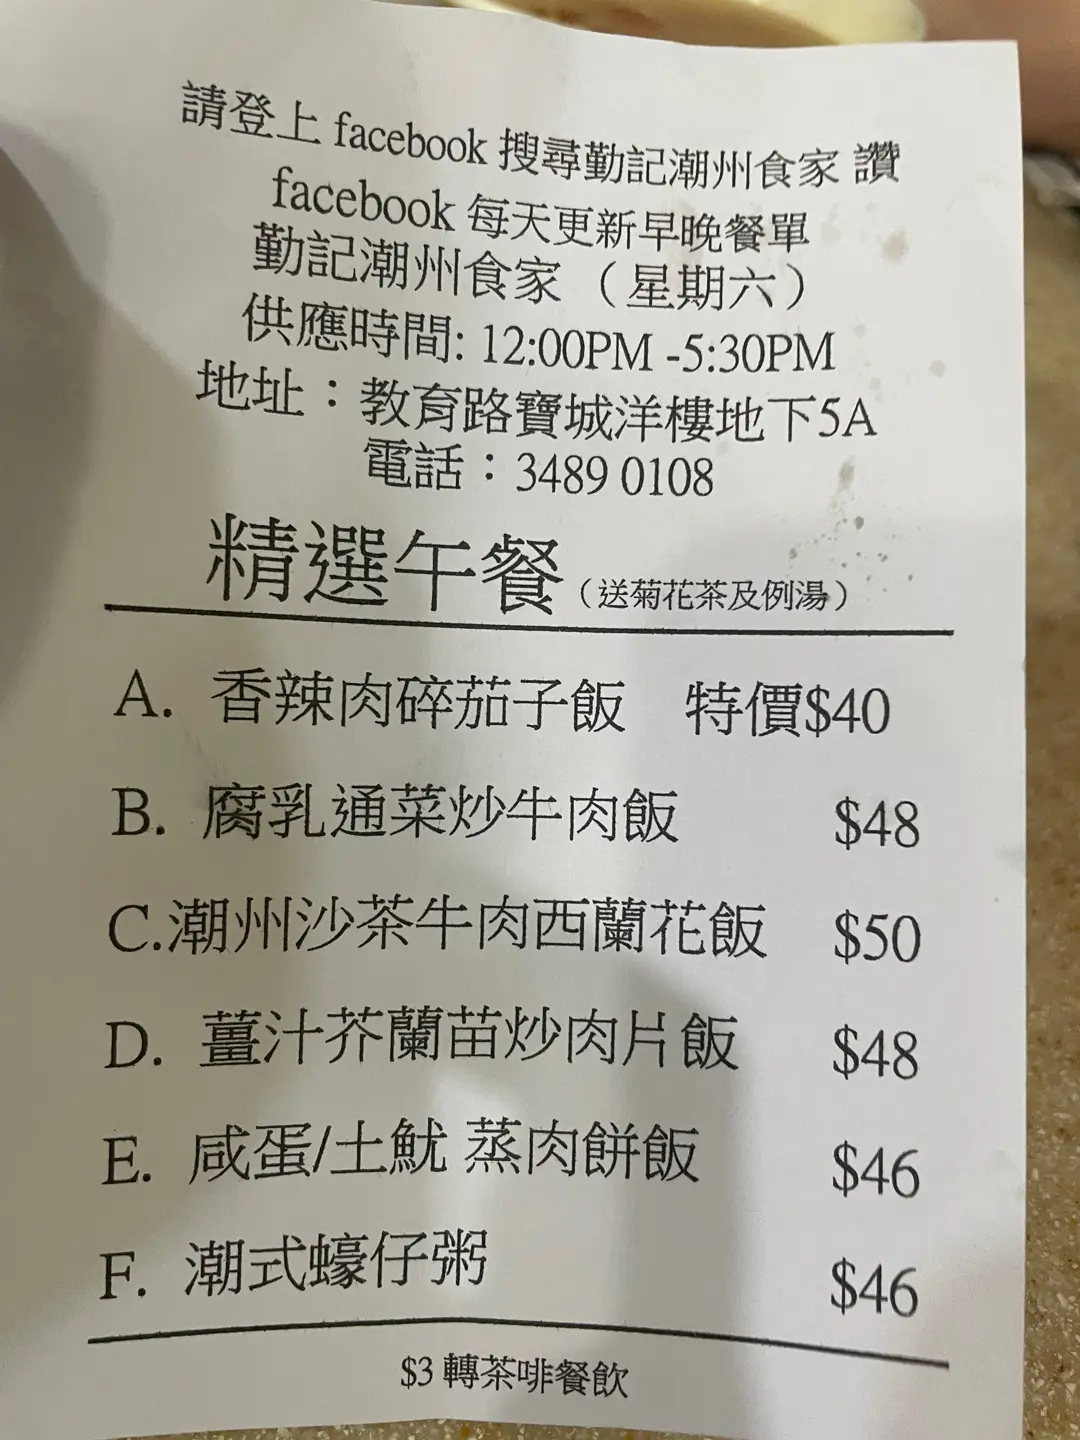 請登上 facebook 搜尋勤記潮州食家 讚
facebook 每天更新早晚餐單
勤記潮州食家 （星期六）
供應時間: 12:00PM -5:30PM
地址：教育路寶城洋樓地下5A
電話：3489 0108
精選午餐（送菊花茶及例湯）
A. 香辣肉碎茄子飯 特價$40
B. 腐乳通菜炒牛肉飯 $48
C.潮州沙茶牛肉西蘭花飯 $50
D. 薑汁芥蘭苗炒肉片飯 $48
E. 咸蛋/土魷 蒸肉餅飯 $46
F. 潮式蠔仔粥 $46
$3 轉茶啡餐飲